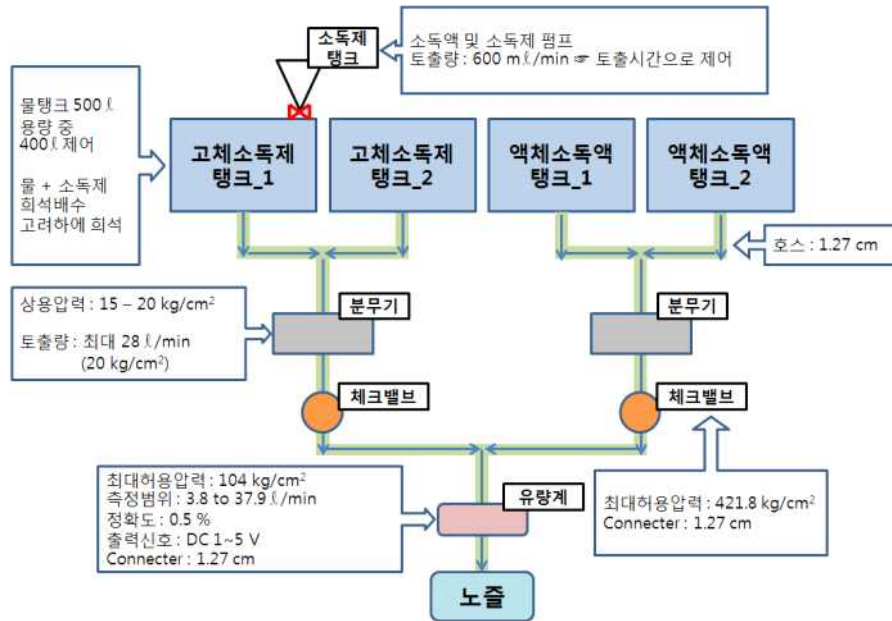 소독제
탱크
소독액 및 소독제 펌프
토출량 : 600 mℓ/min ☞ 토출시간으로 제어
물탱크 500ℓ
용량 중
400ℓ 제어
물 + 소독제
희석배수
고려하에 희석
고체소독제
탱크_1
고체소독제
탱크_2
액체소독액
탱크_1
액체소독액
탱크_2
호스 : 1.27 cm
상용압력 : 15 – 20 kg/cm²
토출량 : 최대 28ℓ/min
(20 kg/cm²)
분무기
분무기
체크밸브
체크밸브
최대허용압력 : 104 kg/cm²
측정범위 : 3.8 to 37.9ℓ/min
정확도 : 0.5 %
출력신호 : DC 1~5 V
Connecter : 1.27 cm
유량계
최대허용압력 : 421.8 kg/cm²
Connecter : 1.27 cm
노즐